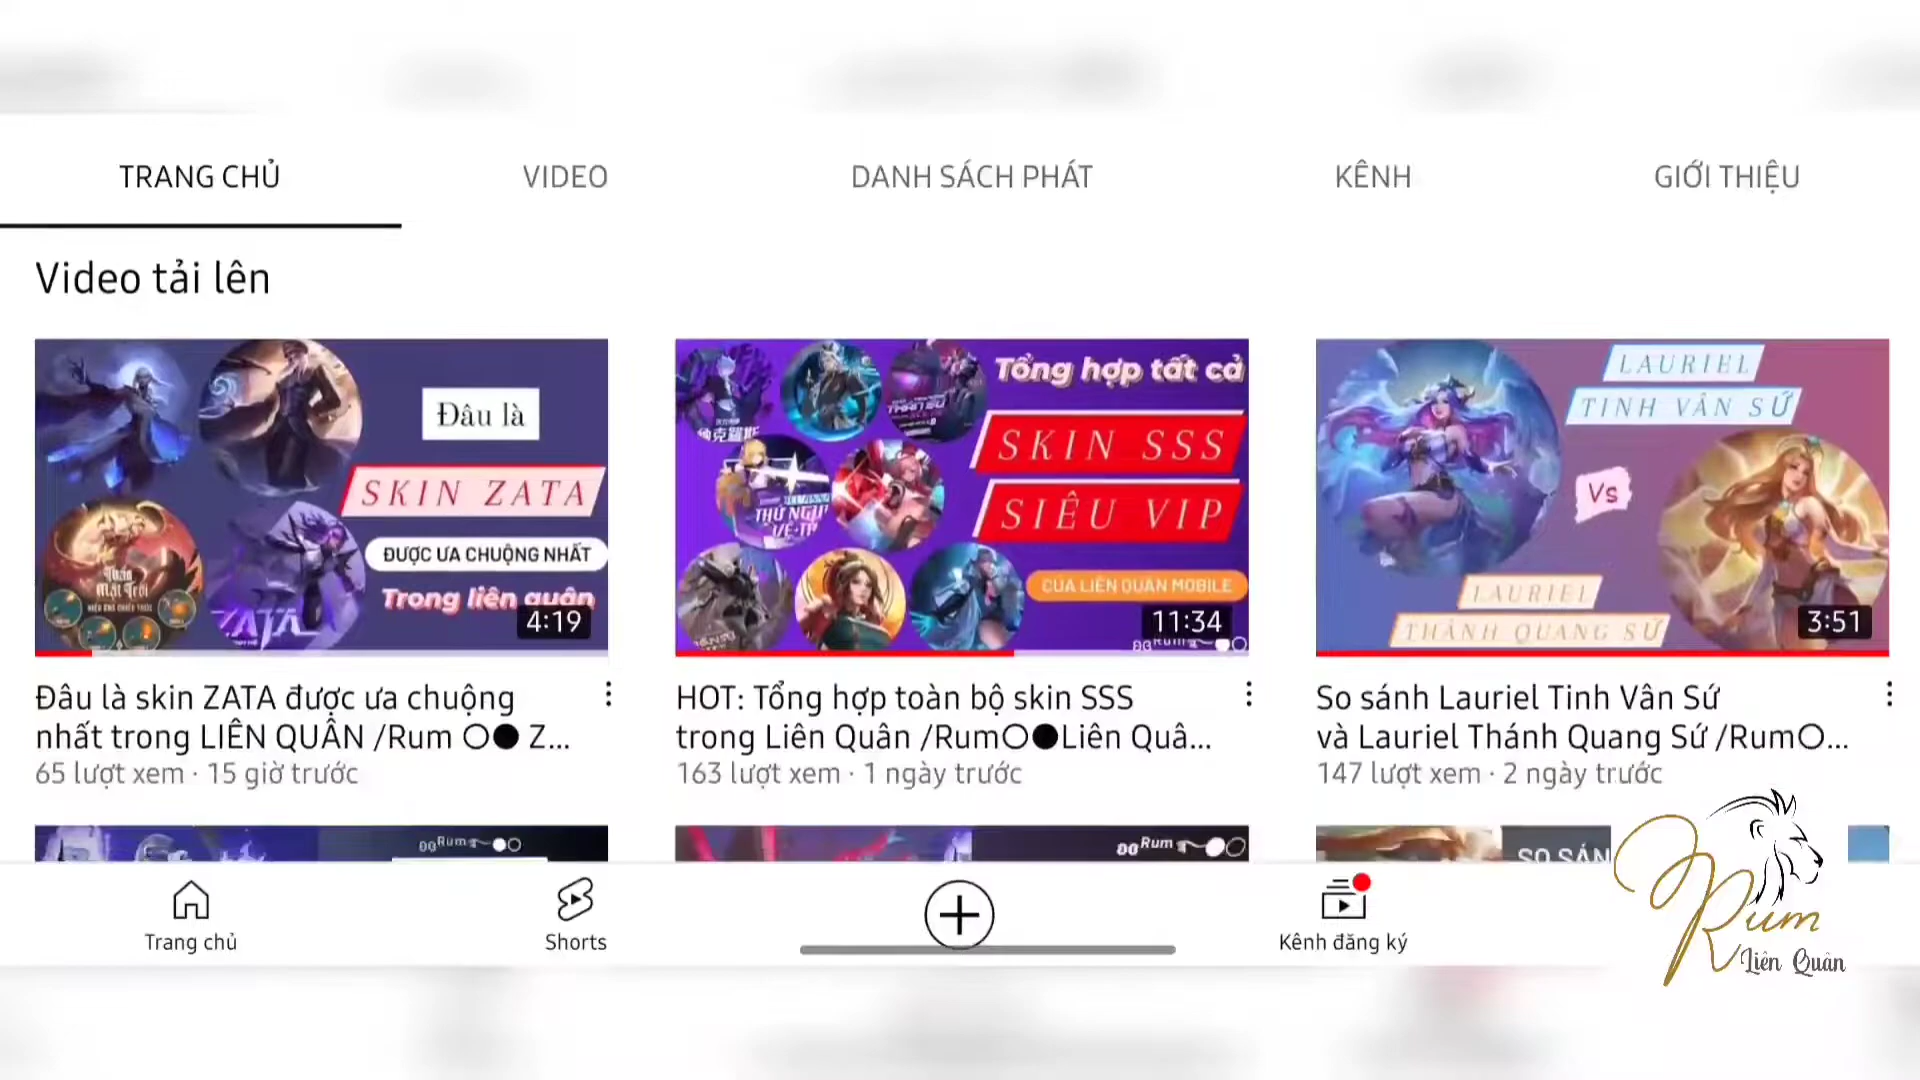 TRANG CHỦ
VIDEO
DANH SÁCH PHÁT
KÊNH
GIỚI THIỆU
Video tải lên
Đâu là
SKIN ZATA
ĐƯỢC ƯA CHUỘNG NHẤT
Trong liên quân
Mặt Trời
ZATA
4:19
Tổng hợp tất cả
SKIN SSS
SIÊU VIP
CỦA LIÊN QUÂN MOBILE
11:34
LAURIEL
TINH VÂN SỨ
Vs
LAURIEL
THÁNH QUANG SỨ
3:51
Đâu là skin ZATA được ưa chuộng
nhất trong LIÊN QUÂN /Rum ○● Z...
65 lượt xem · 15 giờ trước
HOT: Tổng hợp toàn bộ skin SSS
trong Liên Quân /Rum○●Liên Quâ...
163 lượt xem · 1 ngày trước
So sánh Lauriel Tinh Vân Sứ
và Lauriel Thánh Quang Sứ /Rum○...
147 lượt xem · 2 ngày trước
ĐGRum
ĐGRum
SO SÁN
Trang chủ
Shorts
Kênh đăng ký
Rum
Liên Quân